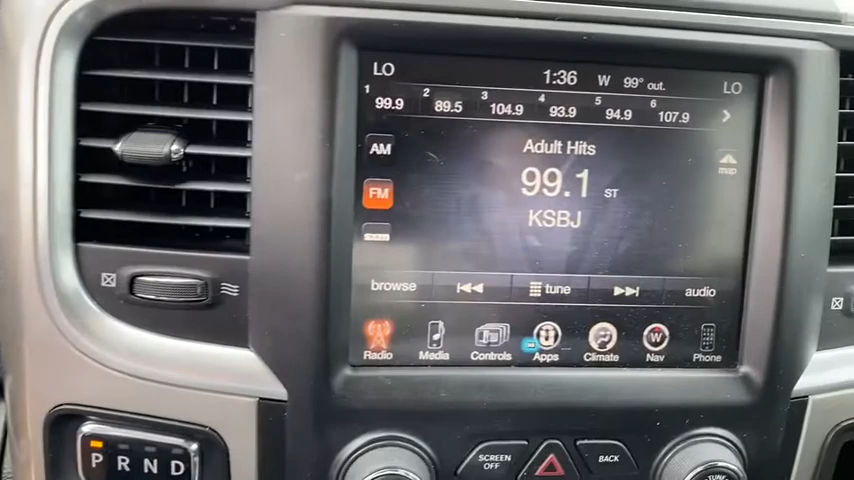 LO 1:36 W 99° out. LO
1 99.9 2 89.5 3 104.9 4 93.9 5 94.9 6 107.9
AM
Adult Hits
FM
99.1 ST
KSBJ
map
browse tune audio
Radio Media Controls Apps Climate Nav Phone
W
P R N D
SCREEN OFF
BACK
TUNE